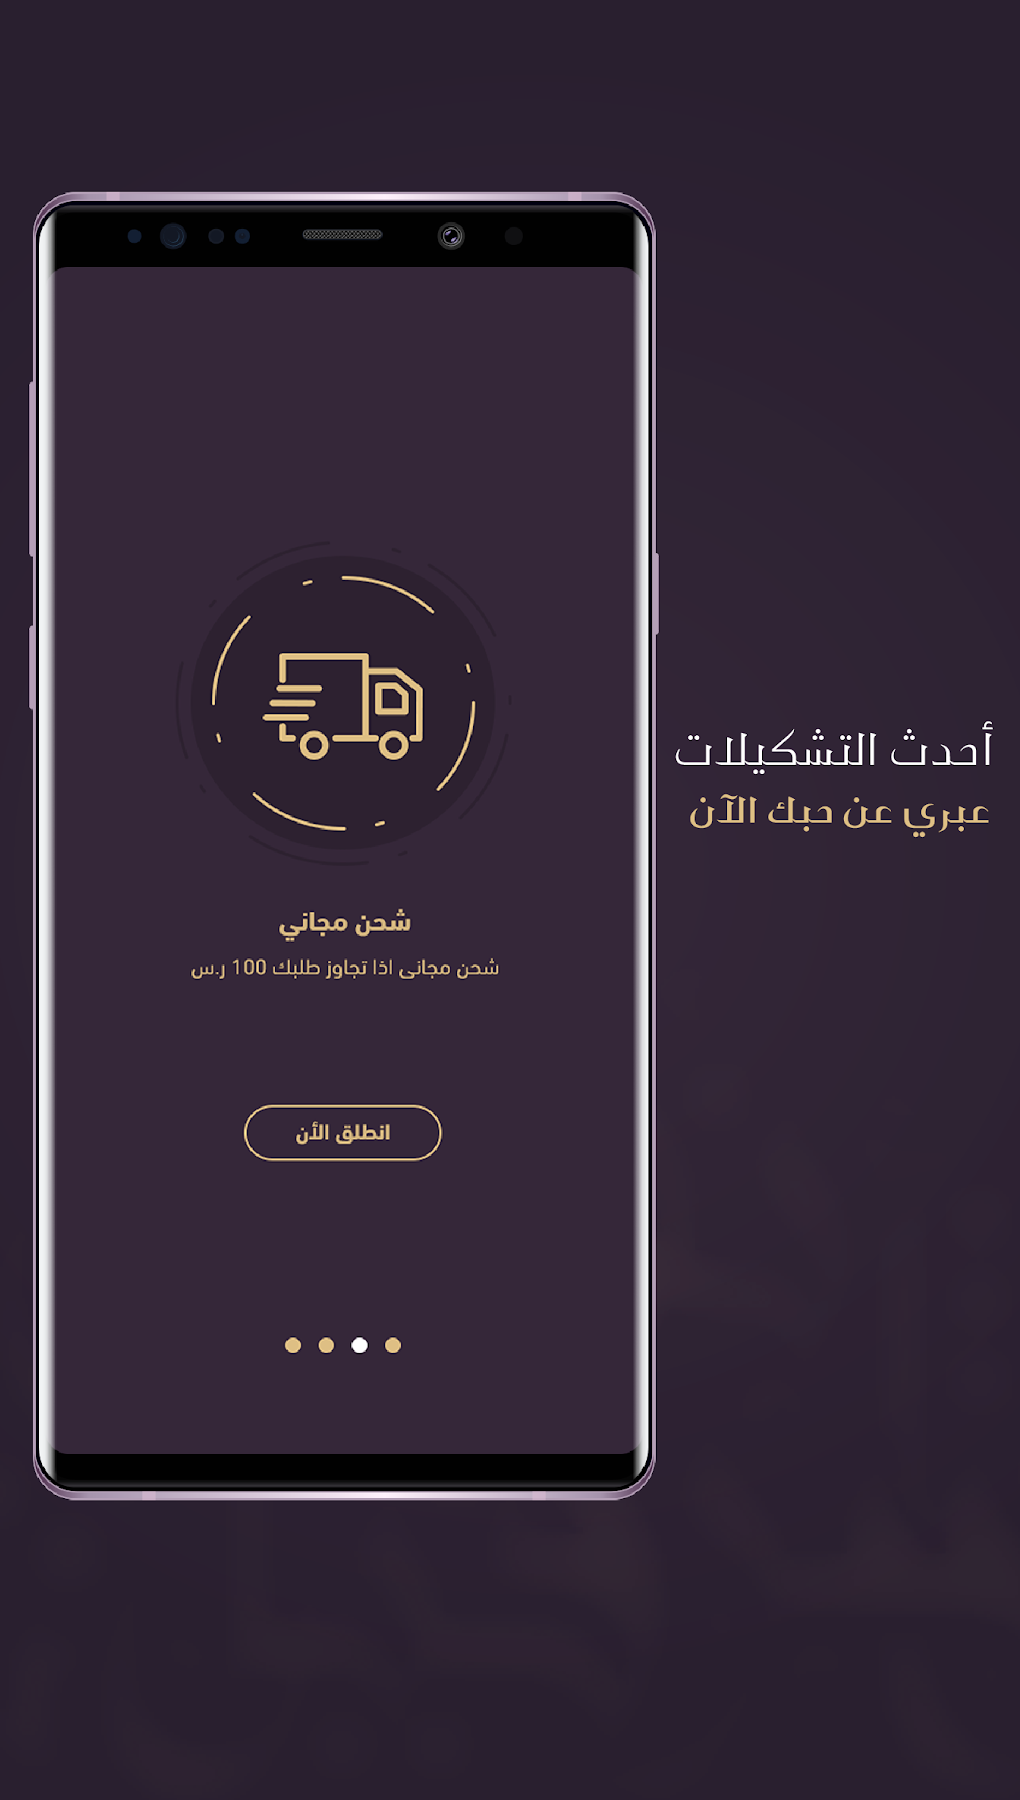 أحدث التشكيلات
عبري عن حبك الآن
شحن مجاني
شحن مجانى اذا تجاوز طلبك 100 ر.س
انطلق الأن